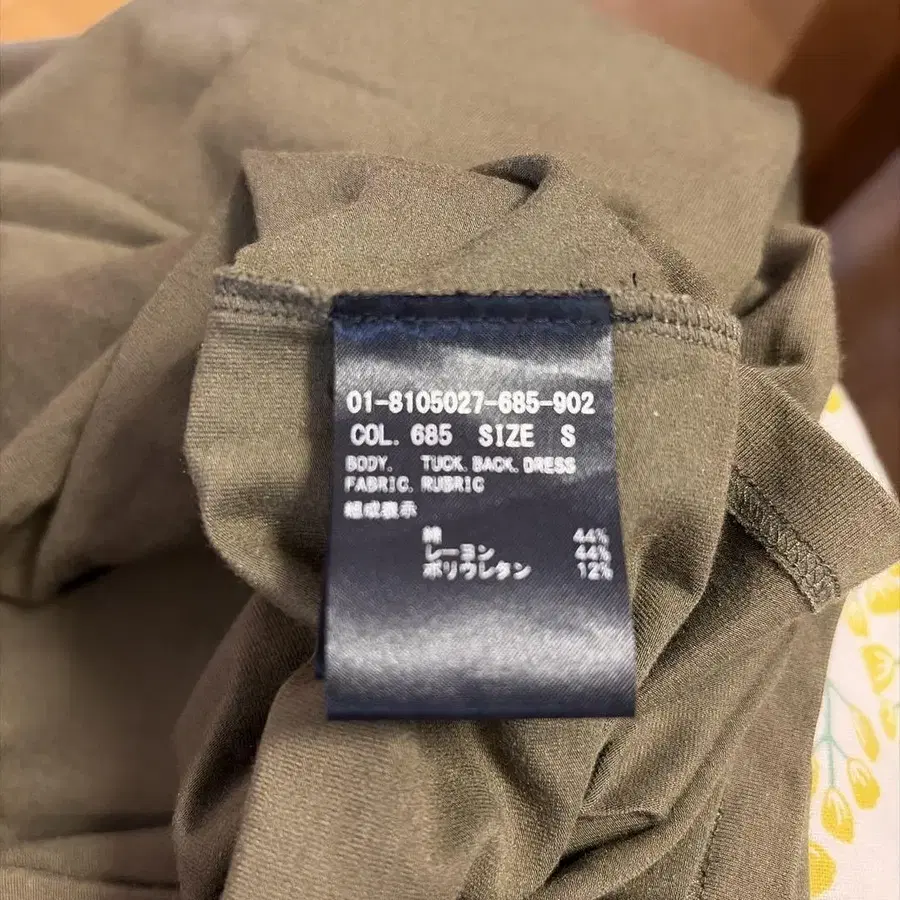 01-8105027-685-902
COL. 685 SIZE S
BODY. TUCK.BACK.DRESS
FABRIC. RUBRIC
組成表示
綿 44%
レーヨン 44%
ポリウレタン 12%